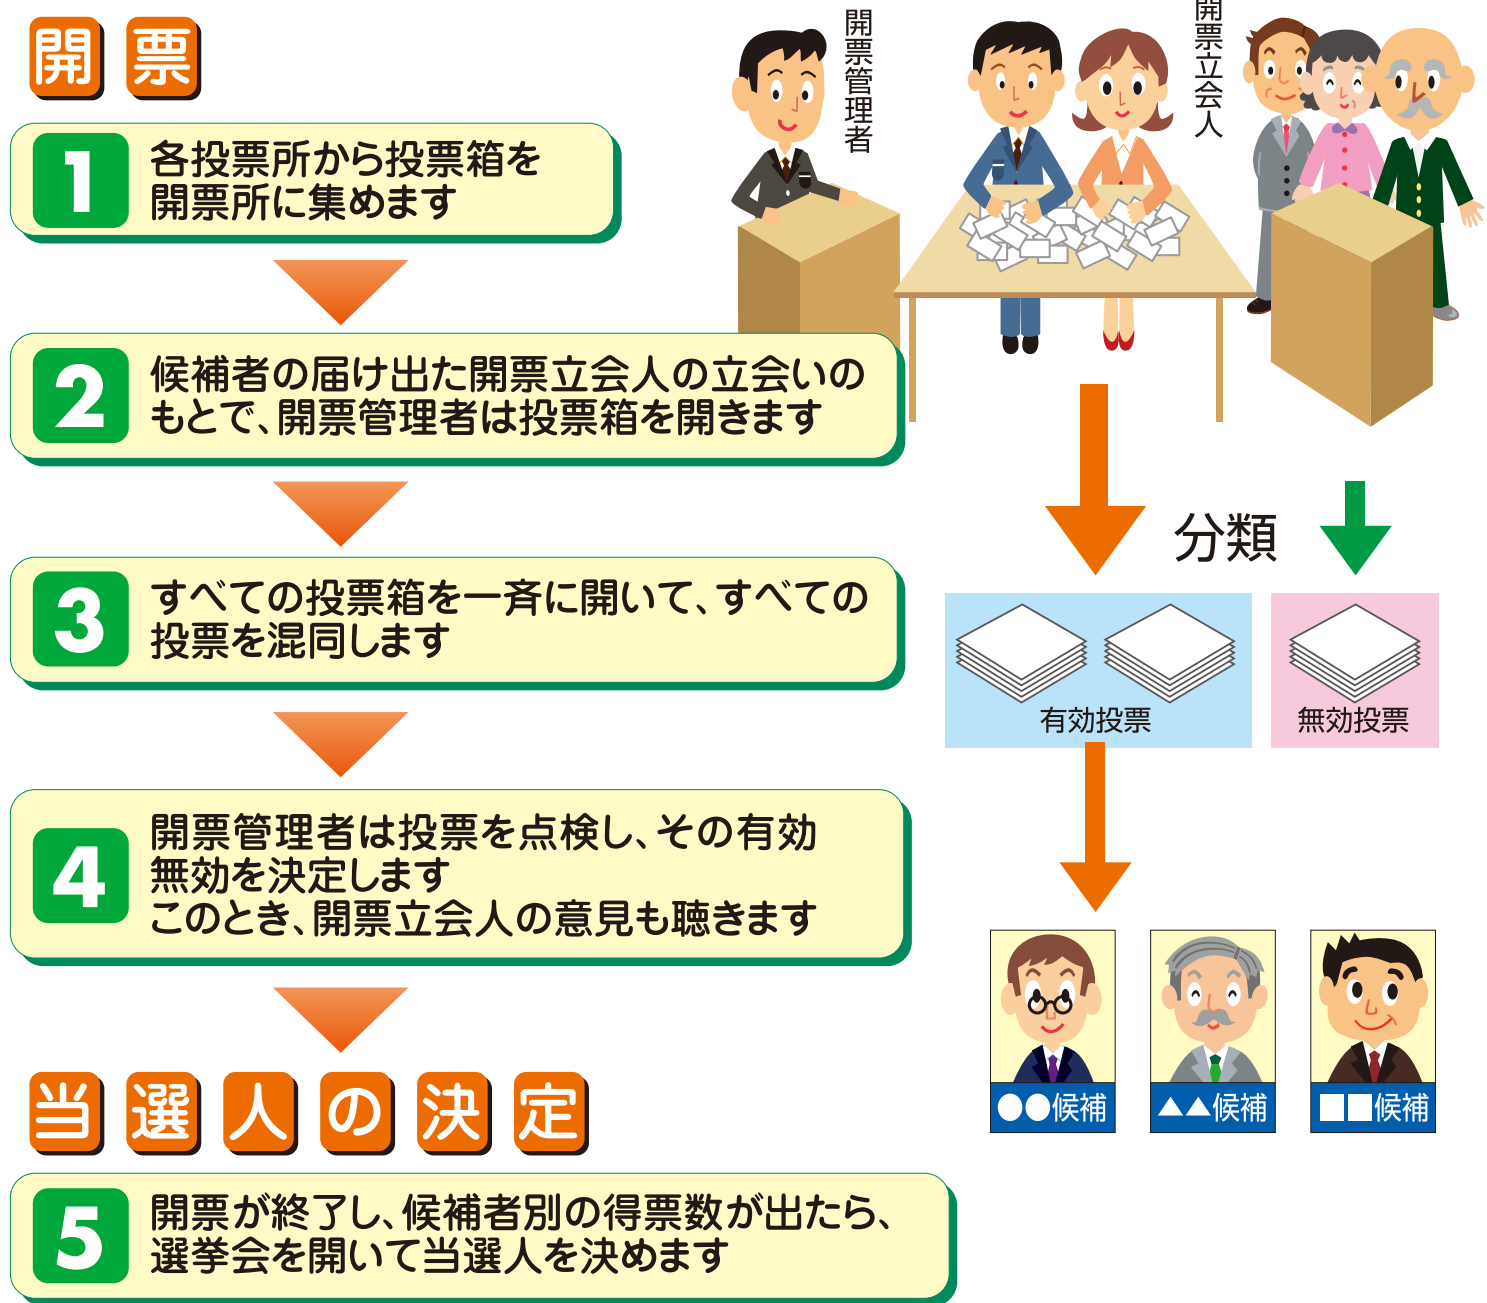 開票
1
各投票所から投票箱を
開票所に集めます
2
候補者の届け出た開票立会人の立会いの
もとで、開票管理者は投票箱を開きます
3
すべての投票箱を一斉に開いて、すべての
投票を混同します
4
開票管理者は投票を点検し、その有効
無効を決定します
このとき、開票立会人の意見も聴きます
当選人の決定
5
開票が終了し、候補者別の得票数が出たら、
選挙会を開いて当選人を決めます
開票管理者
開票立会人
分類
有効投票
無効投票
●●候補
▲▲候補
■■候補